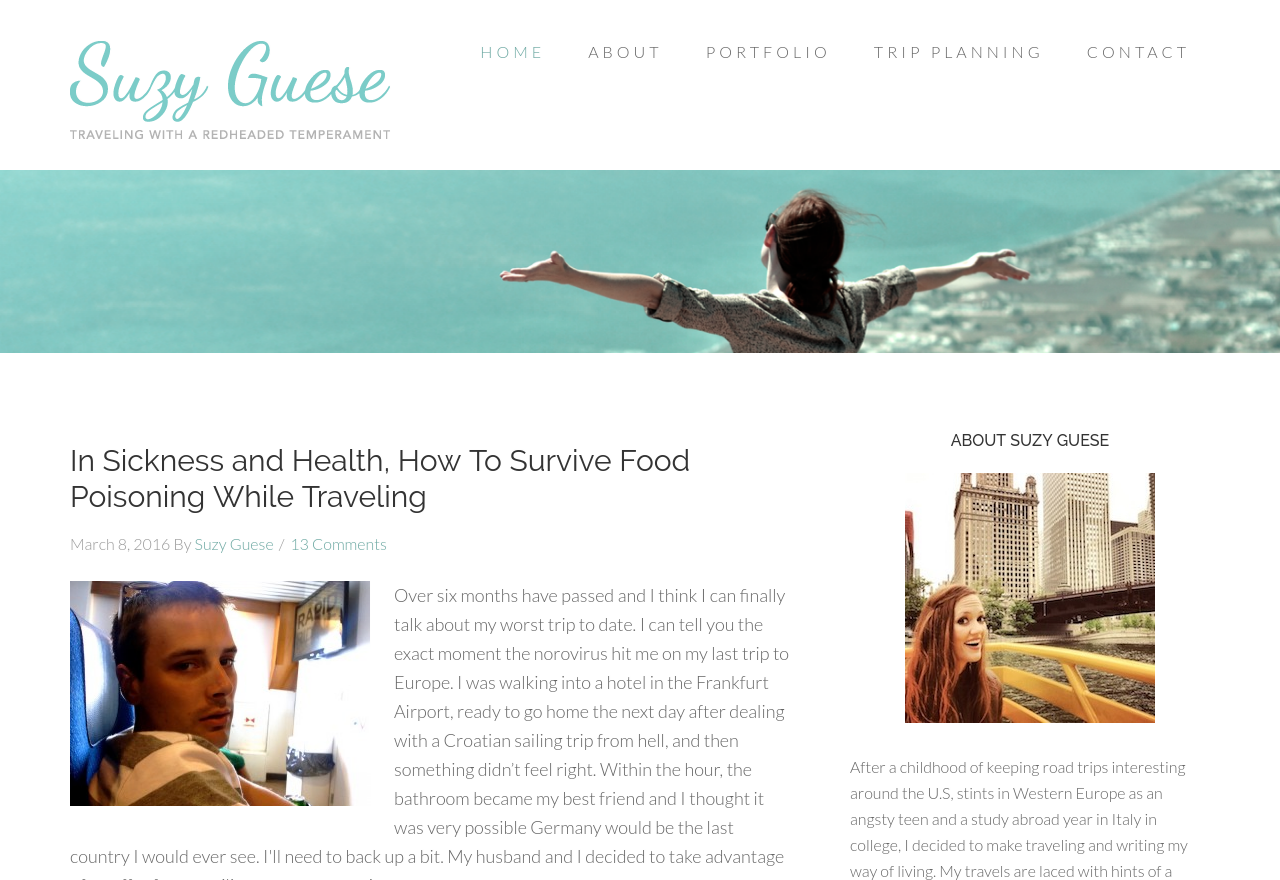 Suzy Guese
TRAVELING WITH A REDHEADED TEMPERAMENT
HOME ABOUT PORTFOLIO TRIP PLANNING CONTACT
In Sickness and Health, How To Survive Food
Poisoning While Traveling
March 8, 2016 By Suzy Guese / 13 Comments
RAPID
Over six months have passed and I think I can finally
talk about my worst trip to date. I can tell you the
exact moment the norovirus hit me on my last trip to
Europe. I was walking into a hotel in the Frankfurt
Airport, ready to go home the next day after dealing
with a Croatian sailing trip from hell, and then
something didn’t feel right. Within the hour, the
bathroom became my best friend and I thought it
was very possible Germany would be the last
country I would ever see. I'll need to back up a bit. My husband and I decided to take advantage
ABOUT SUZY GUESE
After a childhood of keeping road trips interesting
around the U.S, stints in Western Europe as an
angsty teen and a study abroad year in Italy in
college, I decided to make traveling and writing my
way of living. My travels are laced with hints of a